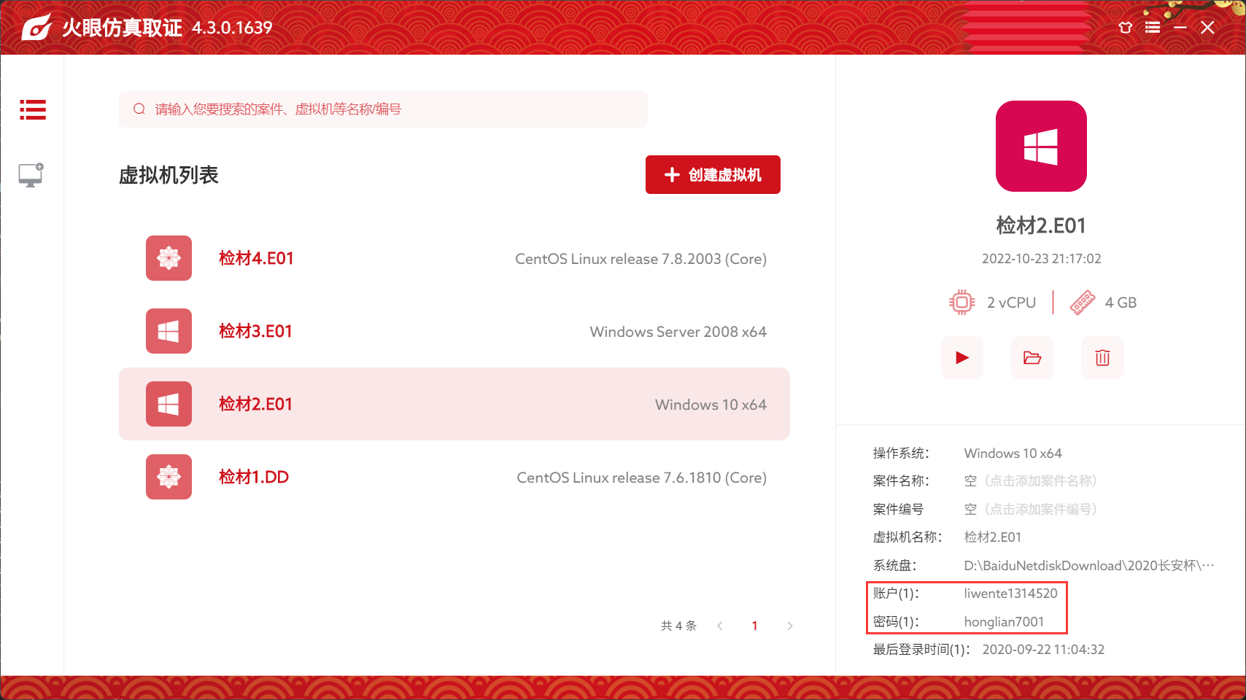 火眼仿真取证 4.3.0.1639
请输入您要搜索的案件、虚拟机等名称/编号
虚拟机列表
创建虚拟机
检材4.E01 CentOS Linux release 7.8.2003 (Core)
检材3.E01 Windows Server 2008 x64
检材2.E01 Windows 10 x64
检材1.DD CentOS Linux release 7.6.1810 (Core)
共 4 条 < 1 >
检材2.E01
2022-10-23 21:17:02
2 vCPU 4 GB
操作系统： Windows 10 x64
案件名称： 空（点击添加案件名称）
案件编号 空（点击添加案件编号）
虚拟机名称： 检材2.E01
系统盘： D:\BaiduNetdiskDownload\2020长安杯\···
账户(1)： liwente1314520
密码(1)： honglian7001
最后登录时间(1)： 2020-09-22 11:04:32